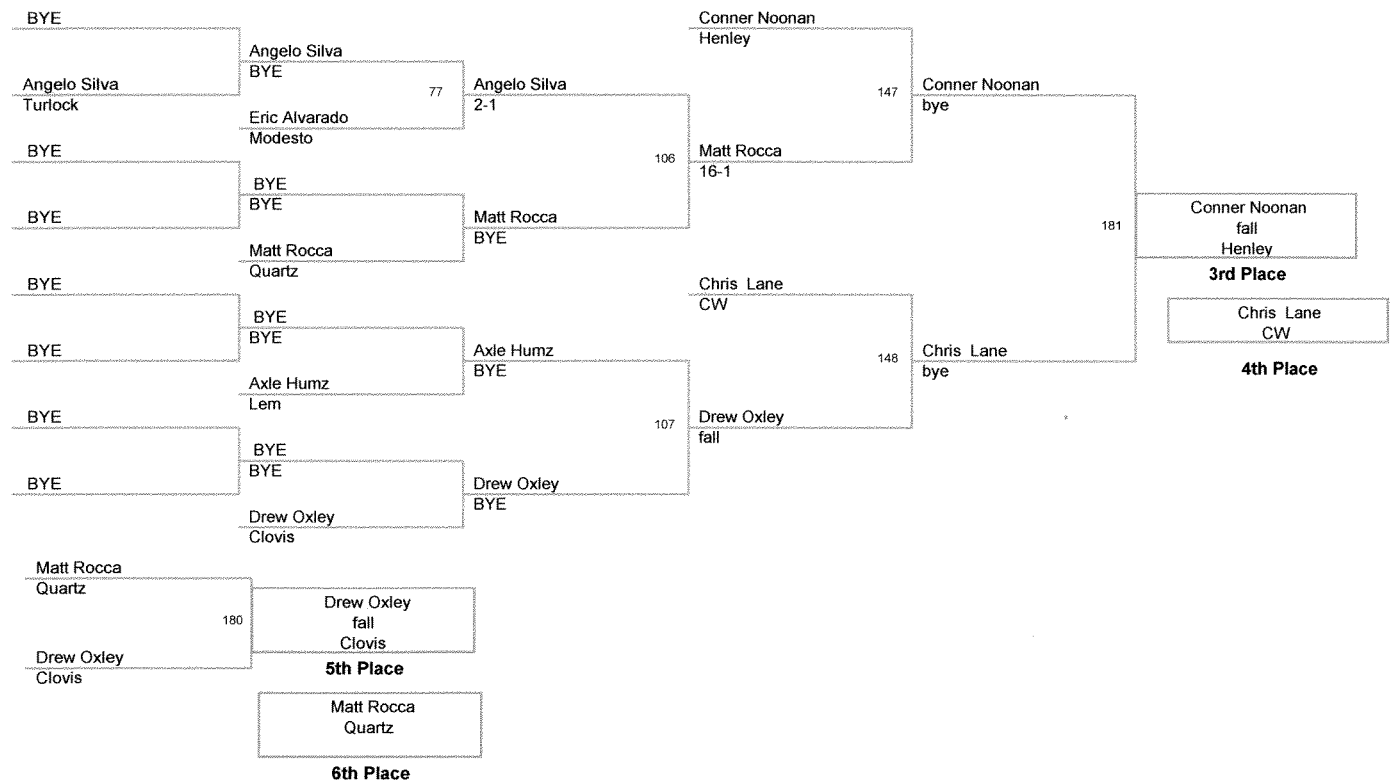 BYE
Angelo Silva
Turlock
BYE
BYE
BYE
BYE
BYE
BYE
Angelo Silva
BYE
77
Eric Alvarado
Modesto
BYE
BYE
Matt Rocca
Quartz
BYE
BYE
Axle Humz
Lem
BYE
BYE
Drew Oxley
Clovis
Angelo Silva
2-1
106
Matt Rocca
BYE
Axle Humz
BYE
107
Drew Oxley
BYE
Conner Noonan
Henley
147
Matt Rocca
16-1
Chris Lane
CW
148
Drew Oxley
fall
Conner Noonan
bye
181
Chris Lane
bye
Conner Noonan
fall
Henley
3rd Place
Chris Lane
CW
4th Place
Matt Rocca
Quartz
180
Drew Oxley
Clovis
Drew Oxley
fall
Clovis
5th Place
Matt Rocca
Quartz
6th Place